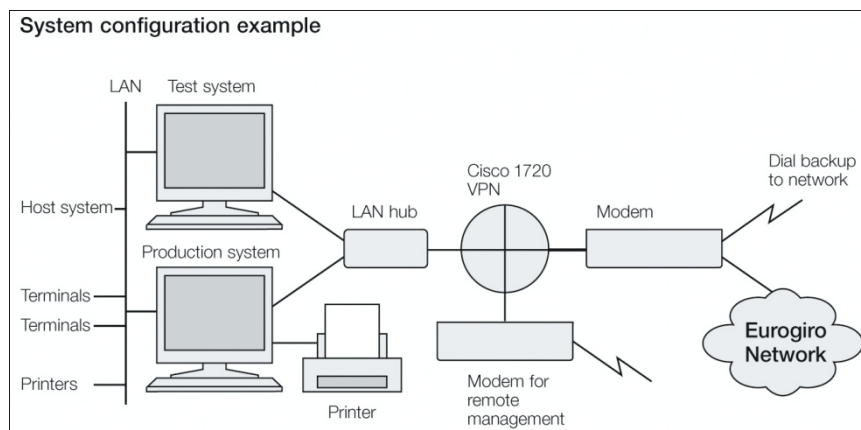 System configuration example
LAN
Test system
Host system
Production system
Terminals
Terminals
Printers
Printer
LAN hub
Cisco 1720
VPN
Modem for
remote
management
Modem
Dial backup
to network
Eurogiro
Network